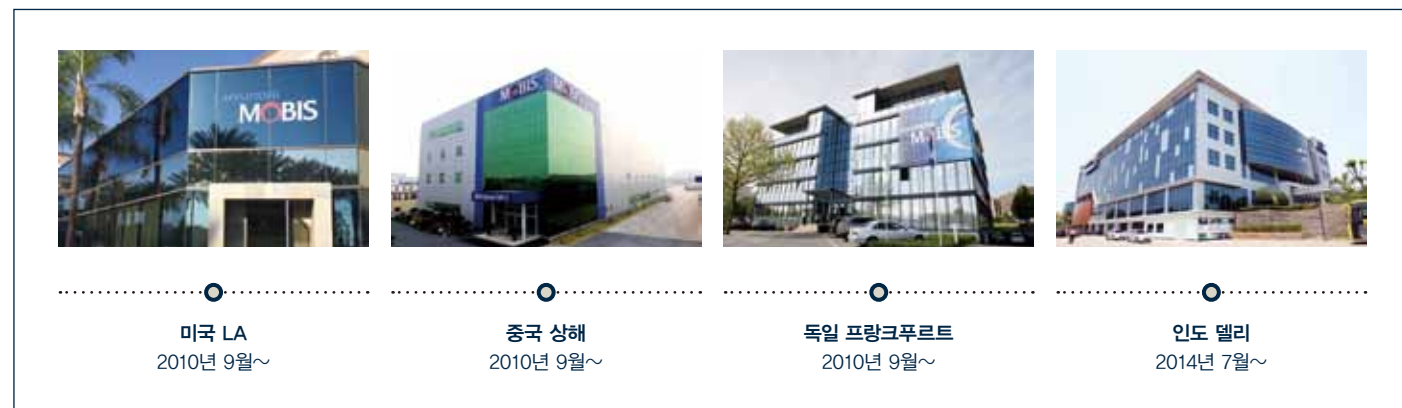 HYUNDAI
MOBIS
MOBIS MOBIS
MOBIS
미국 LA
2010년 9월~
중국 상해
2010년 9월~
독일 프랑크푸르트
2010년 9월~
인도 델리
2014년 7월~